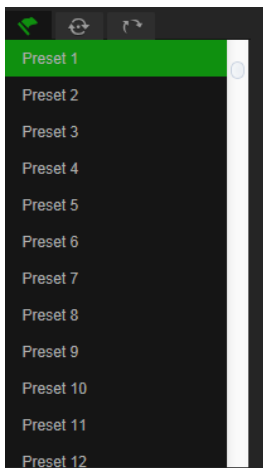 Preset 1
Preset 2
Preset 3
Preset 4
Preset 5
Preset 6
Preset 7
Preset 8
Preset 9
Preset 10
Preset 11
Preset 12